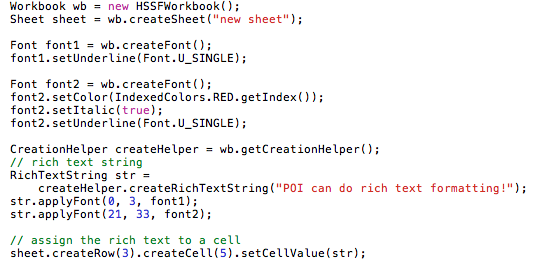 Workbook wb = new HSSFWorkbook();
Sheet sheet = wb.createSheet("new sheet");

Font font1 = wb.createFont();
font1.setUnderline(Font.U_SINGLE);

Font font2 = wb.createFont();
font2.setColor(IndexedColors.RED.getIndex());
font2.setItalic(true);
font2.setUnderline(Font.U_SINGLE);

CreationHelper createHelper = wb.getCreationHelper();
// rich text string
RichTextString str =
    createHelper.createRichTextString("POI can do rich text formatting!");
str.applyFont(0, 3, font1);
str.applyFont(21, 33, font2);

// assign the rich text to a cell
sheet.createRow(3).createCell(5).setCellValue(str);